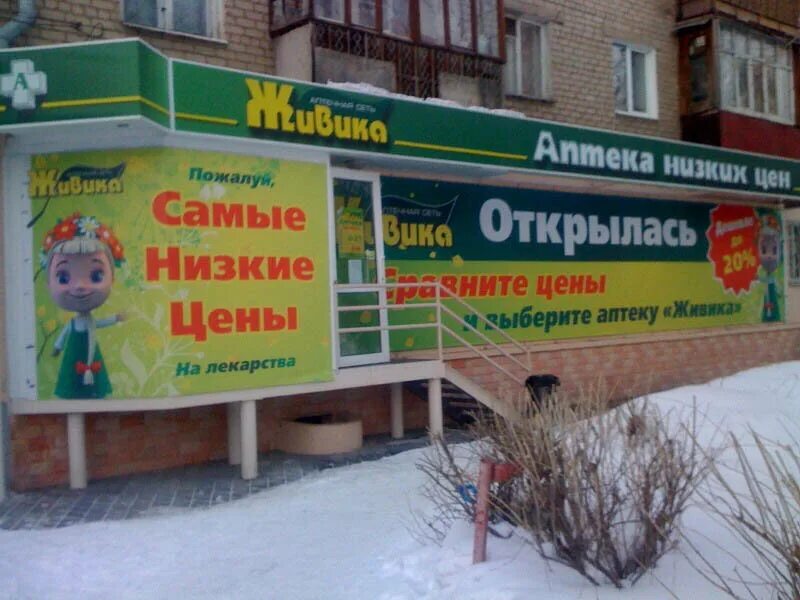 А
аптечная сеть
Живика
Аптека низких цен
Живика
Пожалуй,
Самые
Низкие
Цены
На лекарства
аптечная сеть
Живика
Открылась
Сравните цены
и выберите аптеку «Живика»
до
20%